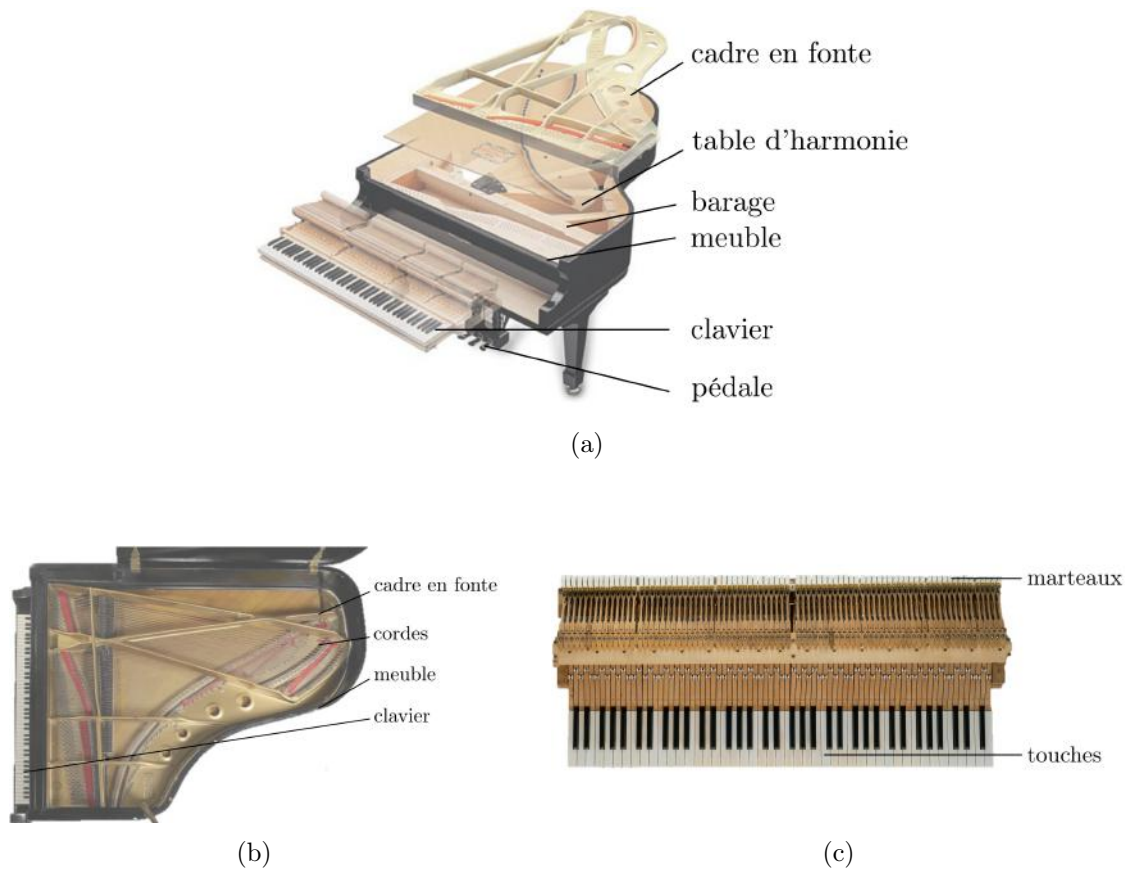 cadre en fonte
table d'harmonie
barage
meuble
clavier
pédale
(a)
cadre en fonte
cordes
meuble
clavier
(b)
marteaux
touches
(c)